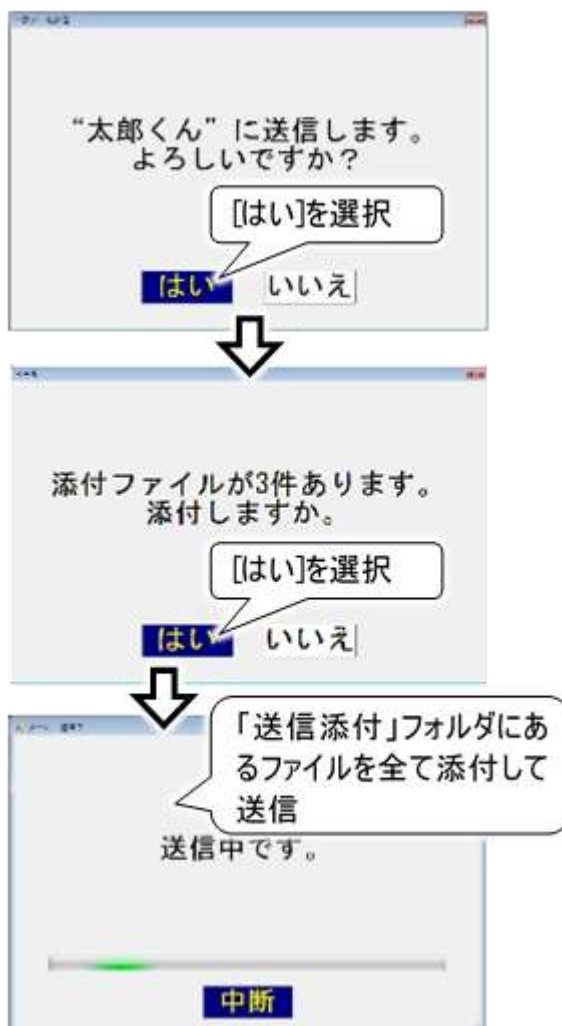 “太郎くん”に送信します。
よろしいですか？
[はい]を選択
はい いいえ
添付ファイルが3件あります。
添付しますか。
[はい]を選択
はい いいえ
「送信添付」フォルダにあ
るファイルを全て添付して
送信
送信中です。
中断